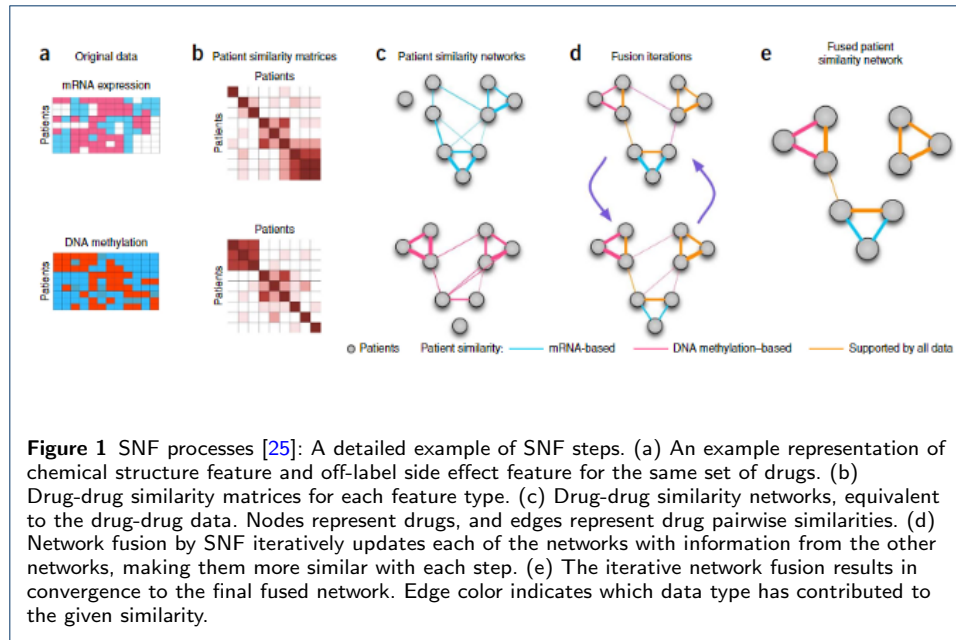 a Original data
mRNA expression
Patients
DNA methylation
Patients
b Patient similarity matrices
Patients
Patients
Patients
Patients
c Patient similarity networks
d Fusion iterations
e Fused patient
similarity network
Patients Patient similarity: mRNA-based DNA methylation–based Supported by all data
Figure 1 SNF processes [25]: A detailed example of SNF steps. (a) An example representation of
chemical structure feature and off-label side effect feature for the same set of drugs. (b)
Drug-drug similarity matrices for each feature type. (c) Drug-drug similarity networks, equivalent
to the drug-drug data. Nodes represent drugs, and edges represent drug pairwise similarities. (d)
Network fusion by SNF iteratively updates each of the networks with information from the other
networks, making them more similar with each step. (e) The iterative network fusion results in
convergence to the final fused network. Edge color indicates which data type has contributed to
the given similarity.